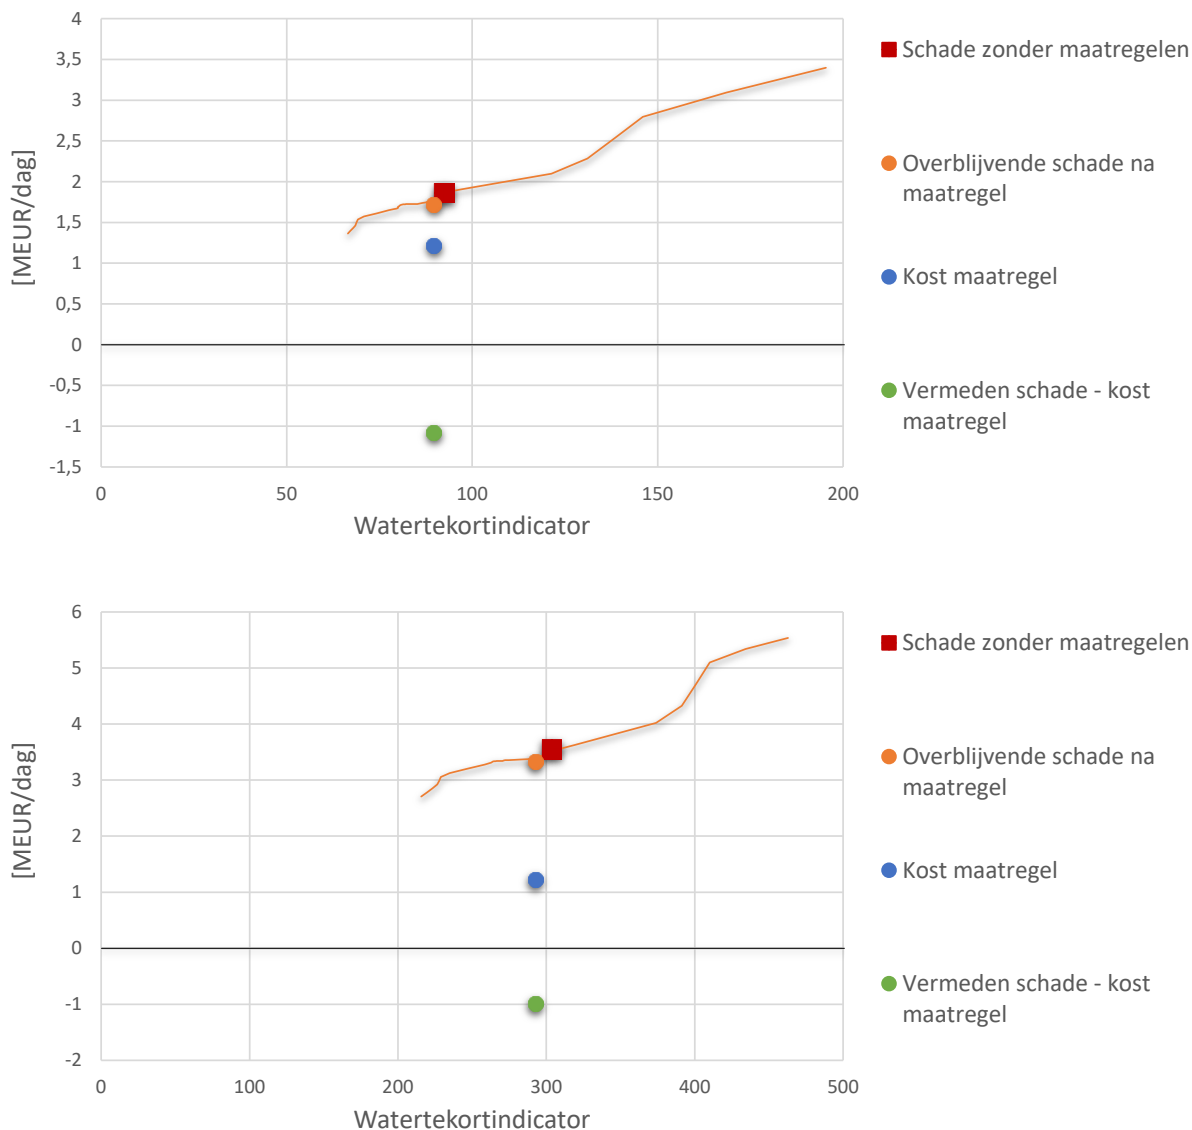 4
3,5
3
2,5
2
1,5
1
0,5
0
-0,5
-1
-1,5
[MEUR/dag]
0
50
100
150
200
Watertekortindicator
Schade zonder maatregelen
Overblijvende schade na
maatregel
Kost maatregel
Vermeden schade - kost
maatregel
6
5
4
3
2
1
0
-1
-2
[MEUR/dag]
0
100
200
300
400
500
Watertekortindicator
Schade zonder maatregelen
Overblijvende schade na
maatregel
Kost maatregel
Vermeden schade - kost
maatregel